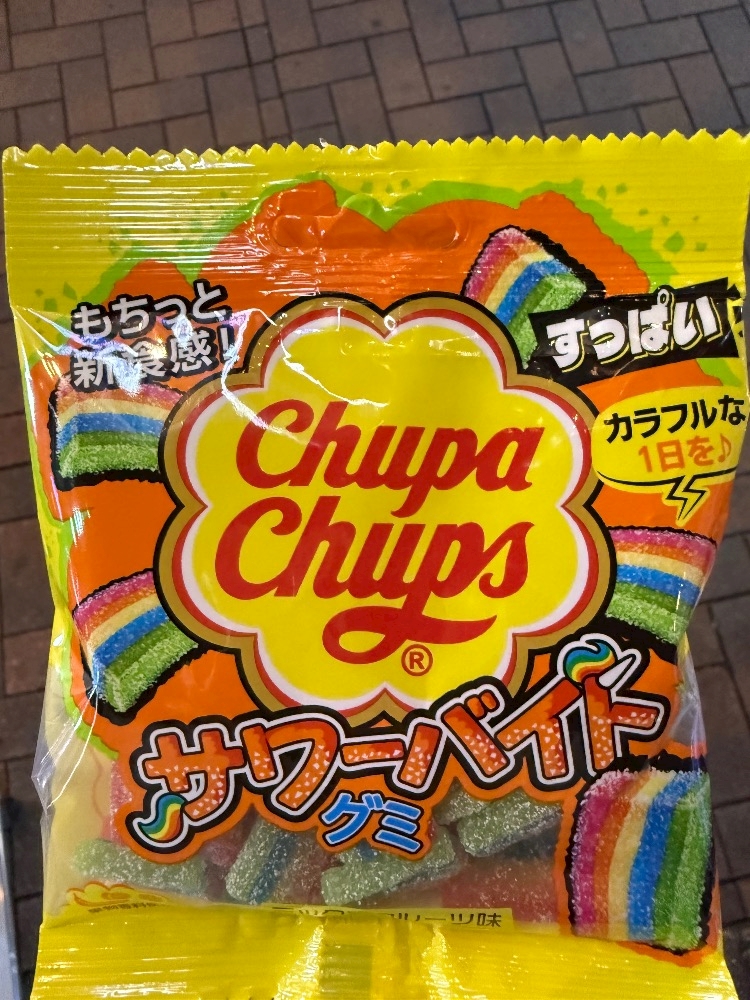 もちっと
新食感!
すっぱい
カラフルな
1日を♪
Chupa
Chups
®
サワーバイト
グミ